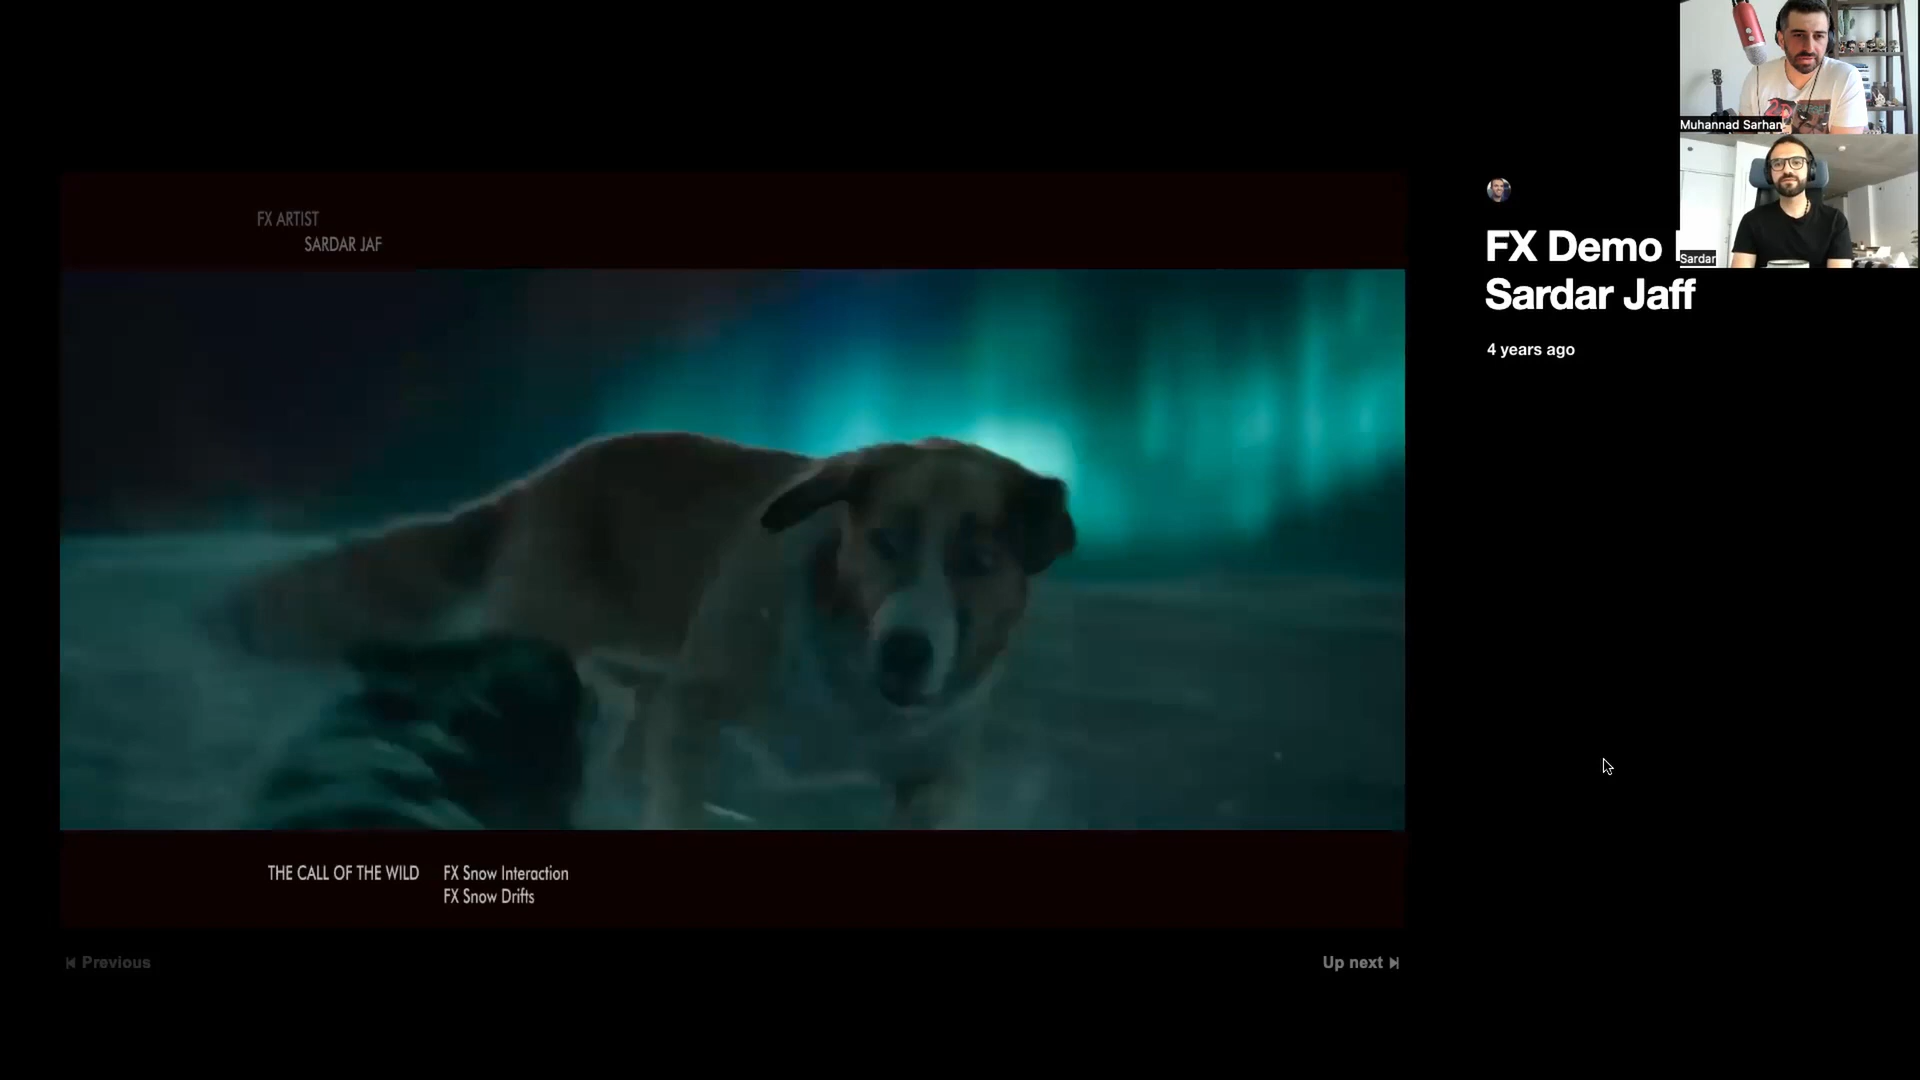 Muhannad Sarhan
Sardar
FX ARTIST
SARDAR JAF
FX Demo
Sardar Jaff
4 years ago
THE CALL OF THE WILD FX Snow Interaction
FX Snow Drifts
Previous
Up next